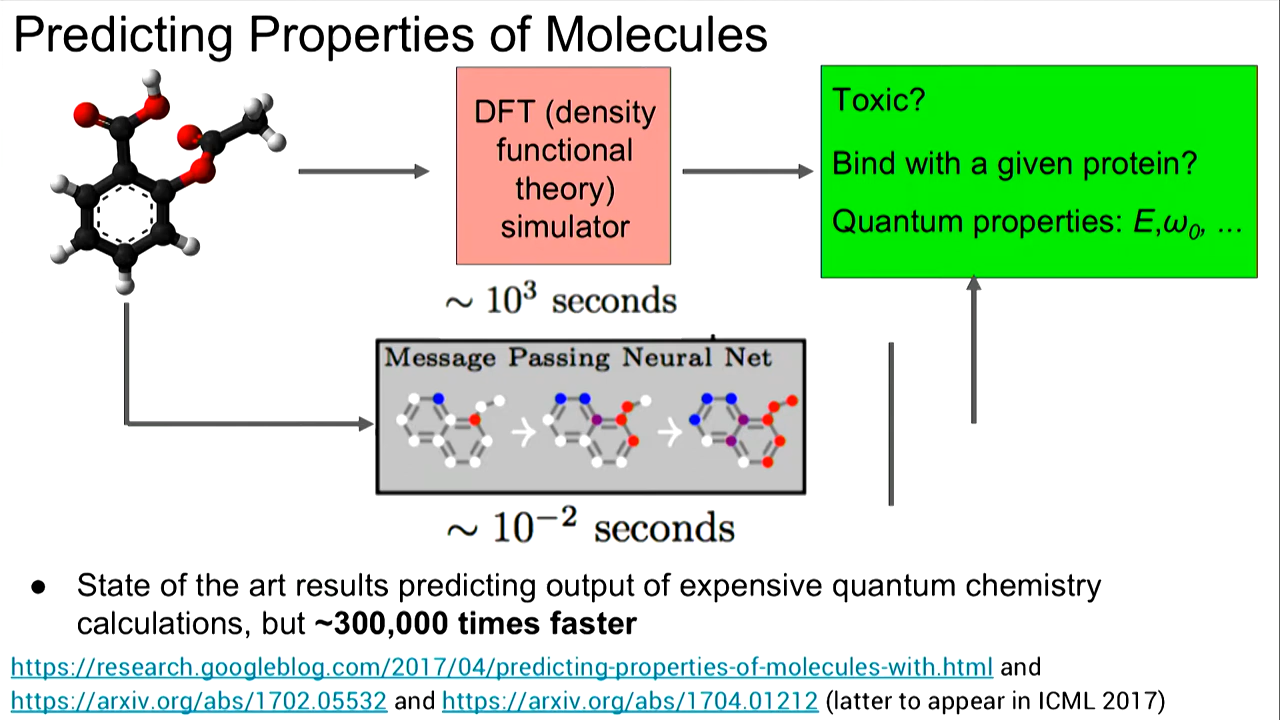 Predicting Properties of Molecules
DFT (density
functional
theory)
simulator
~ 10³ seconds
Toxic?
Bind with a given protein?
Quantum properties: E,ω₀, ...
Message Passing Neural Net
~ 10⁻² seconds
● State of the art results predicting output of expensive quantum chemistry
calculations, but ~300,000 times faster
https://research.googleblog.com/2017/04/predicting-properties-of-molecules-with.html and
https://arxiv.org/abs/1702.05532 and https://arxiv.org/abs/1704.01212 (latter to appear in ICML 2017)